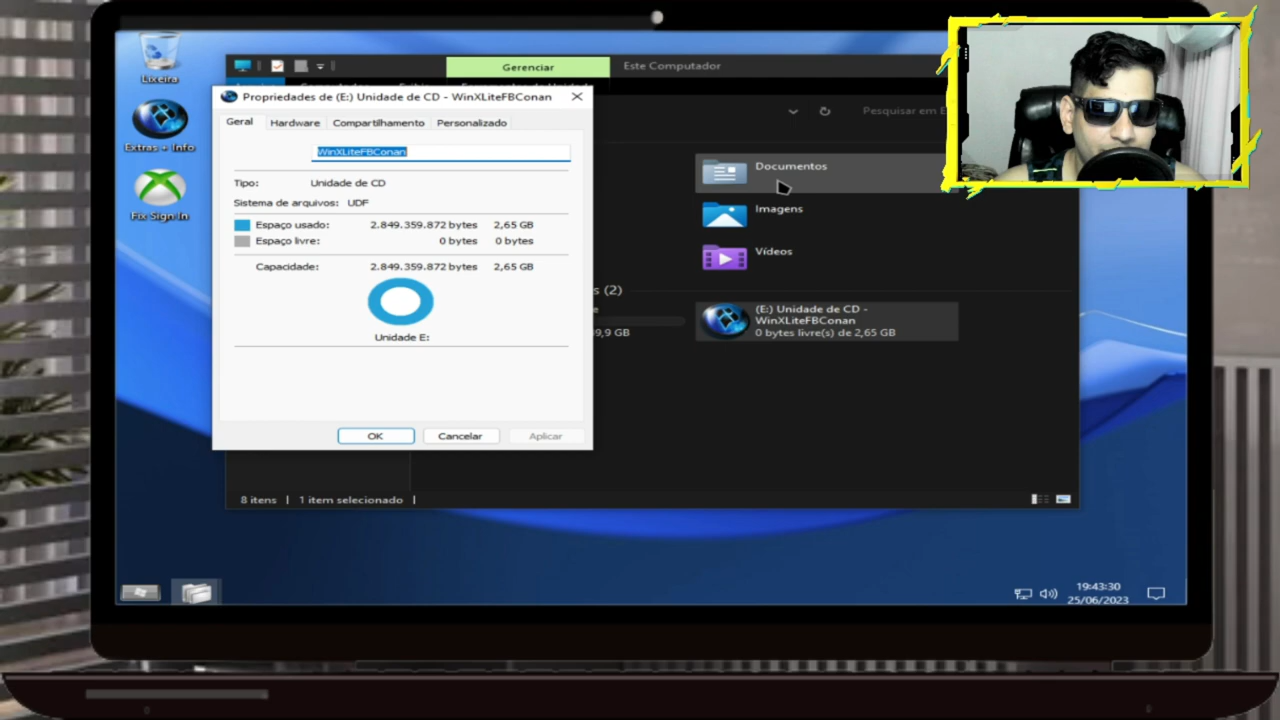 Lixeira
Extras + Info
Fix Sign In
Gerenciar
Este Computador
Propriedades de (E:) Unidade de CD - WinXLiteFBConan
Geral
Hardware
Compartilhamento
Personalizado
WinXLiteFBConan
Tipo: Unidade de CD
Sistema de arquivos: UDF
Espaço usado: 2.849.359.872 bytes 2,65 GB
Espaço livre: 0 bytes 0 bytes
Capacidade: 2.849.359.872 bytes 2,65 GB
Unidade E:
OK
Cancelar
Aplicar
Pesquisar em E
Documentos
Imagens
Vídeos
s (2)
(E:) Unidade de CD -
WinXLiteFBConan
0 bytes livre(s) de 2,65 GB
9,9 GB
8 itens | 1 item selecionado |
19:43:30
25/06/2023